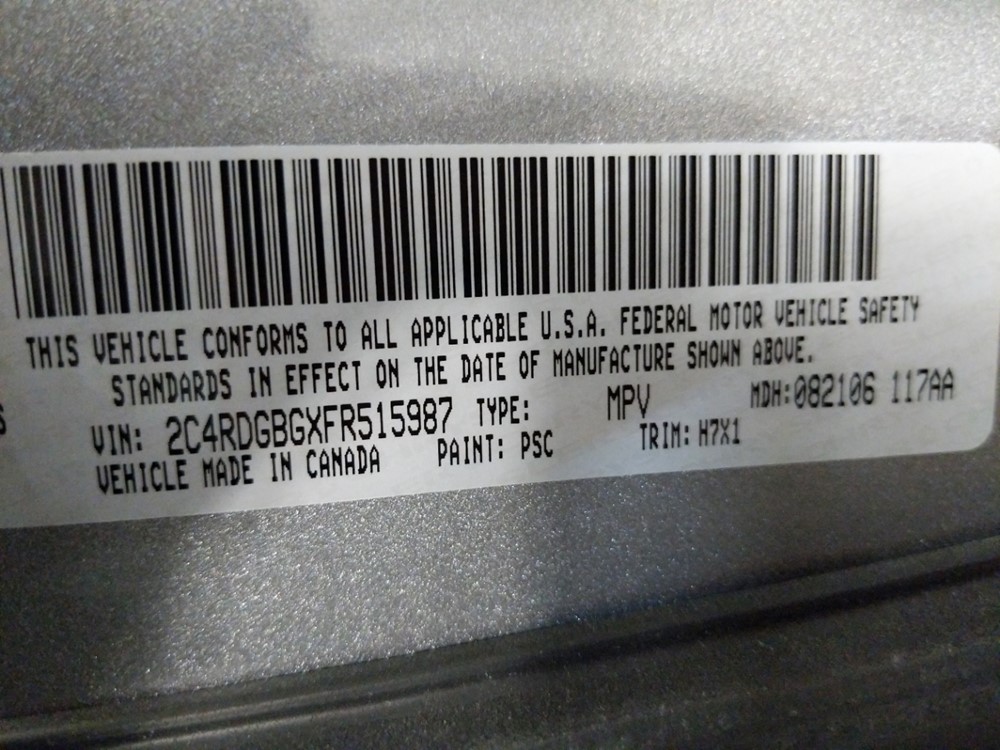 THIS VEHICLE CONFORMS TO ALL APPLICABLE U.S.A. FEDERAL MOTOR VEHICLE SAFETY
STANDARDS IN EFFECT ON THE DATE OF MANUFACTURE SHOWN ABOVE.
VIN: 2C4RDGBGXFR515987 TYPE: MPV MDH:082106 117AA
VEHICLE MADE IN CANADA PAINT: PSC TRIM: H7X1